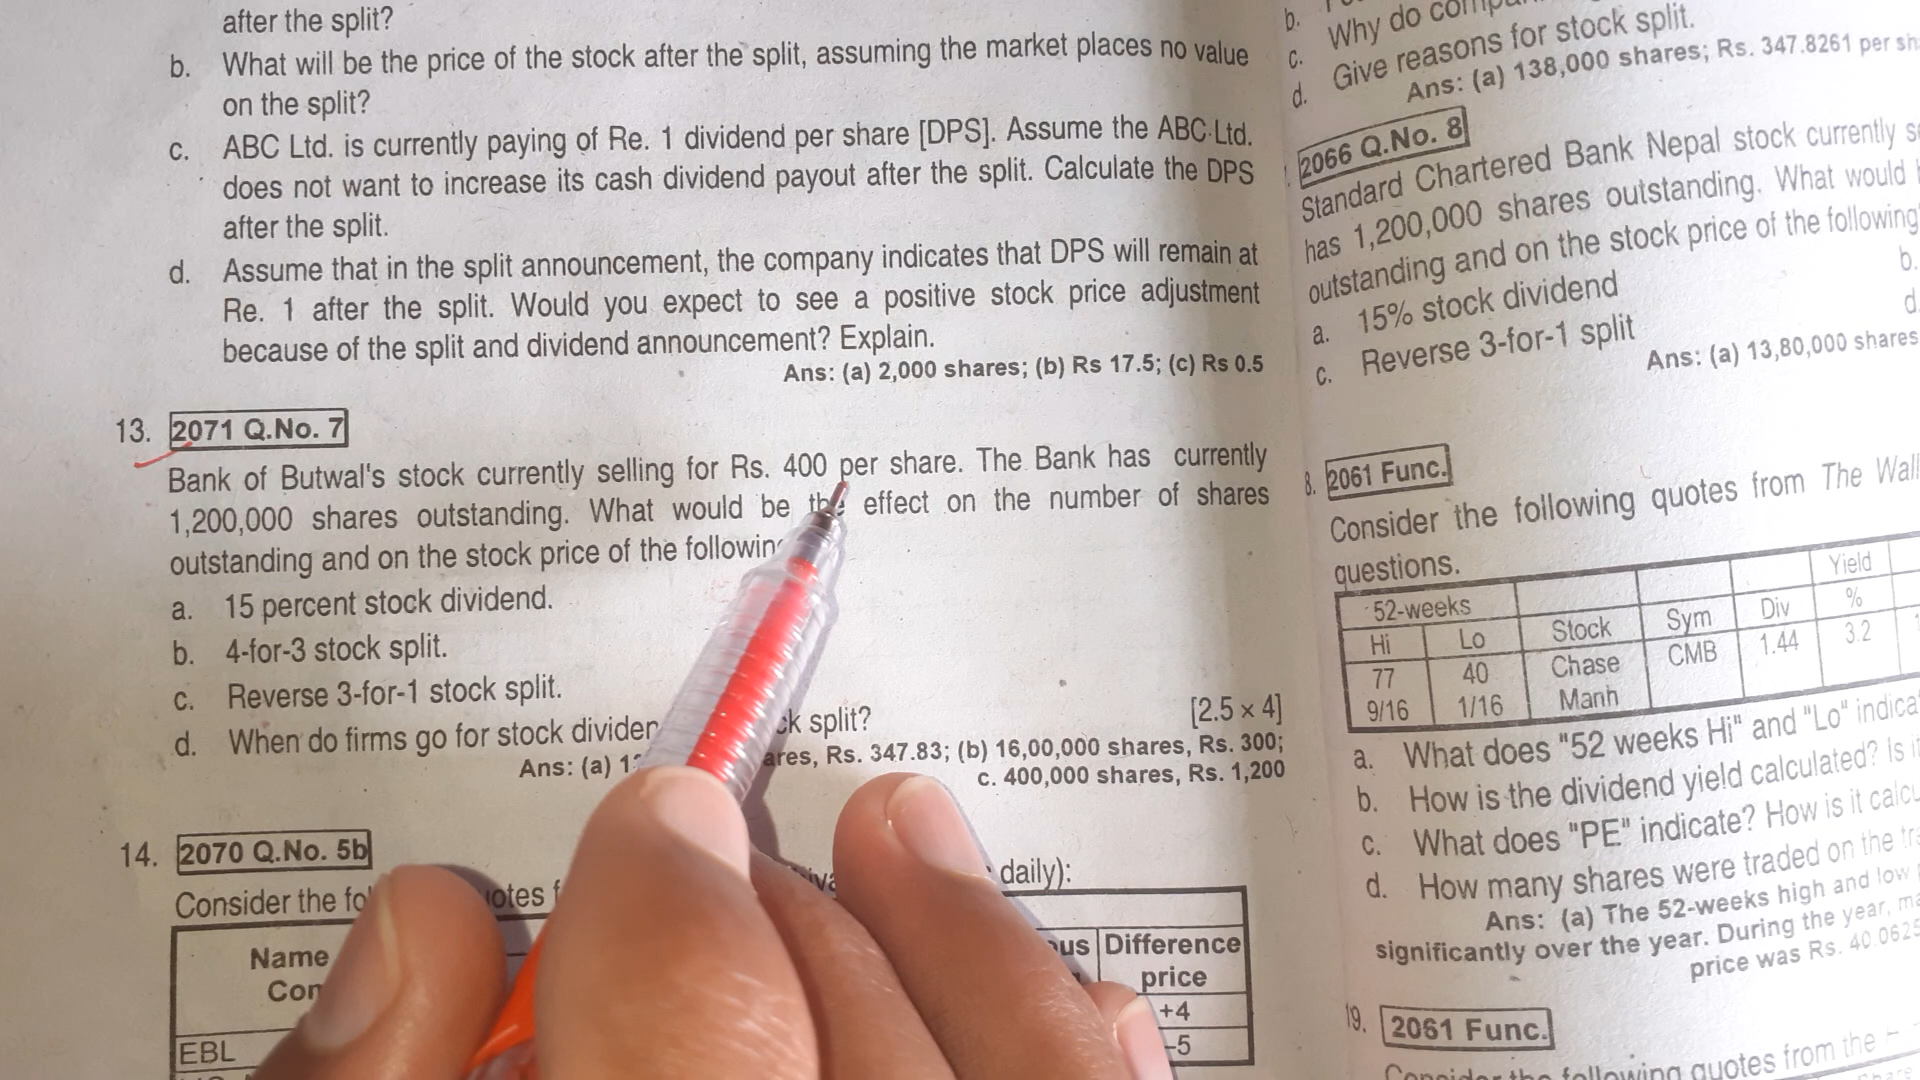 after the split?
b. What will be the price of the stock after the split, assuming the market places no value
on the split?
c. ABC Ltd. is currently paying of Re. 1 dividend per share [DPS]. Assume the ABC Ltd.
does not want to increase its cash dividend payout after the split. Calculate the DPS
after the split.
d. Assume that in the split announcement, the company indicates that DPS will remain at
Re. 1 after the split. Would you expect to see a positive stock price adjustment
because of the split and dividend announcement? Explain.
Ans: (a) 2,000 shares; (b) Rs 17.5; (c) Rs 0.5
13. 2071 Q.No. 7
Bank of Butwal's stock currently selling for Rs. 400 per share. The Bank has currently
1,200,000 shares outstanding. What would be the effect on the number of shares
outstanding and on the stock price of the
a. 15 percent stock dividend.
b. 4-for-3 stock split.
c. Reverse 3-for-1 stock split.
d. When do firms go for stock split?
[2.5 × 4]
Ans: (a) Rs. 347.83; (b) 16,00,000 shares, Rs. 300;
c. 400,000 shares, Rs. 1,200
14. 2070 Q.No. 5b
Consider the daily):
Name
Difference
price
+4
EBL
-5
b.
c. Why do
d. Give reasons for stock split.
Ans: (a) 138,000 shares; Rs. 347.8261 per
2066 Q.No. 8
Standard Chartered Bank Nepal stock currently
has 1,200,000 shares outstanding. What would
outstanding and on the stock price of the following
a. 15% stock dividend
b.
c. Reverse 3-for-1 split
d.
Ans: (a) 13,80,000 shares
8. 2061 Func.
Consider the following quotes from The Wall
questions.
52-weeks Yield
Hi Lo Stock Sym Div %
77 40 Chase CMB 1.44 3.2
9/16 1/16 Manh
a. What does "52 weeks Hi" and "Lo"
b. How is the dividend yield calculated? Is
c. What does "PE" indicate? How is it
d. How many shares were traded on the
Ans: (a) The 52-weeks high and low
significantly over the year. During the year,
price was Rs. 40.0625
19. 2061 Func.
Consider the following quotes from the